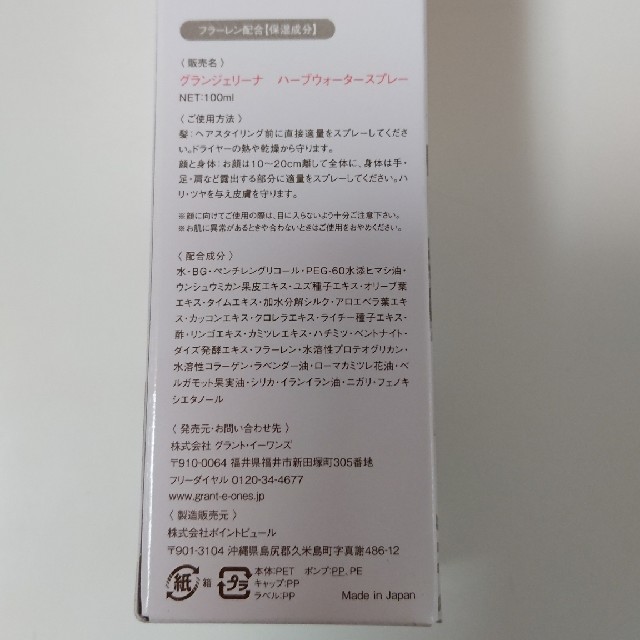 フラーレン配合【保湿成分】
〈 販売名 〉
グランジェリーナ ハーブウォータースプレー
NET:100ml
〈 ご使用方法 〉
髪:ヘアスタイリング前に直接適量をスプレーしてくださ
い。ドライヤーの熱や乾燥から守ります。
顔と身体:お顔は10〜20cm離して全体に、身体は手・
足・肩など露出する部分に適量をスプレーしてください。ハ
リ・ツヤを与え皮膚を守ります。
※顔に向けてご使用の際は、目に入らないよう十分ご注意下さい。
※お肌に異常があるときや合わないときはご使用をおやめください。
〈 配合成分 〉
水・BG・ペンチレングリコール・PEG-60水添ヒマシ油・
ウンシュウミカン果皮エキス・ユズ種子エキス・オリーブ葉
エキス・タイムエキス・加水分解シルク・アロエベラ葉エキ
ス・カッコンエキス・クロレラエキス・ライチー種子エキス・
酢・リンゴエキス・カミツレエキス・ハチミツ・ベントナイト・
ダイズ発酵エキス・フラーレン・水溶性プロテオグリカン・
水溶性コラーゲン・ラベンダー油・ローマカミツレ花油・ベ
ルガモット果実油・シリカ・イランイラン油・ニガリ・フェノキ
シエタノール
〈 発売元・お問い合わせ先 〉
株式会社 グラント・イーワンズ
〒910-0064 福井県福井市新田塚町305番地
フリーダイヤル 0120-34-4677
www.grant-e-ones.jp
〈 製造販売元 〉
株式会社ポイントピュール
〒901-3104 沖縄県島尻郡久米島町字真謝486-12
紙 箱 プラ 本体:PET ポンプ:PP、PE
キャップ:PP
ラベル:PP Made in Japan